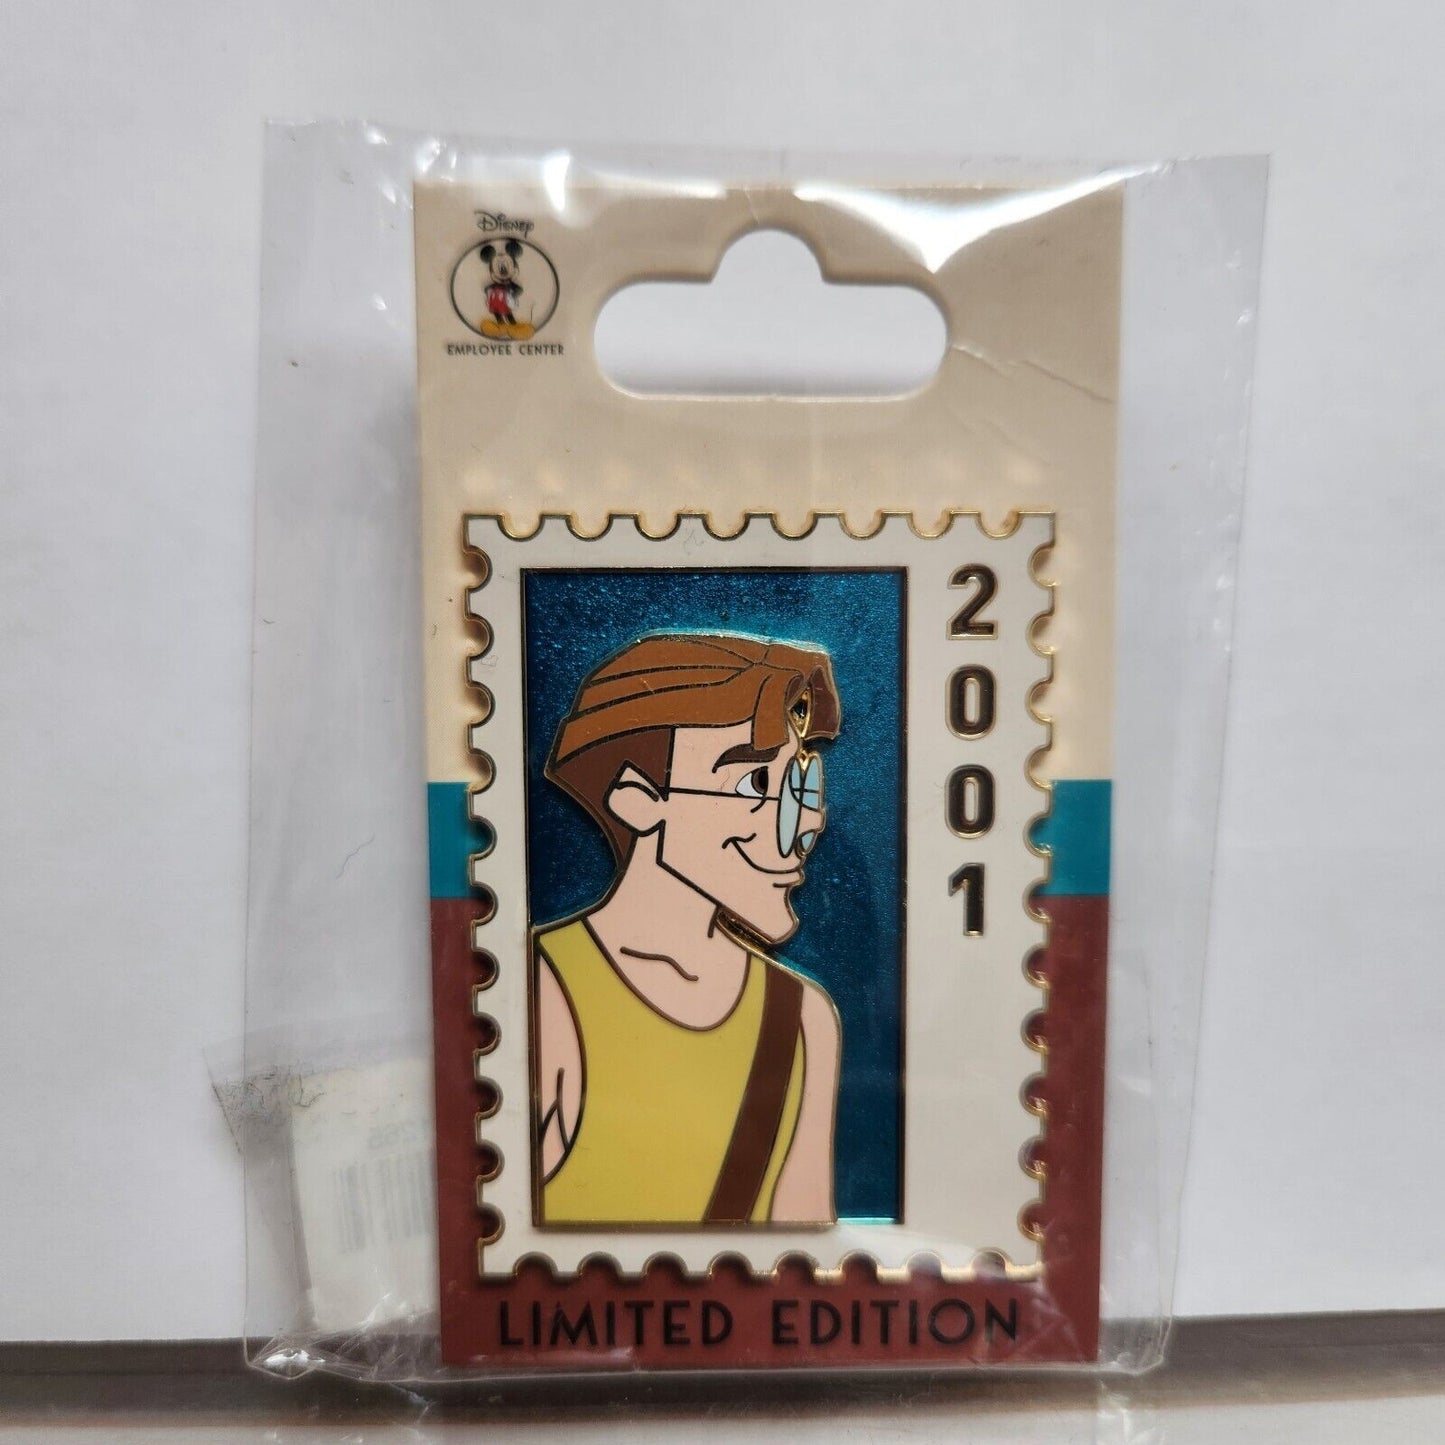 Disney
EMPLOYEE CENTER
2001
LIMITED EDITION